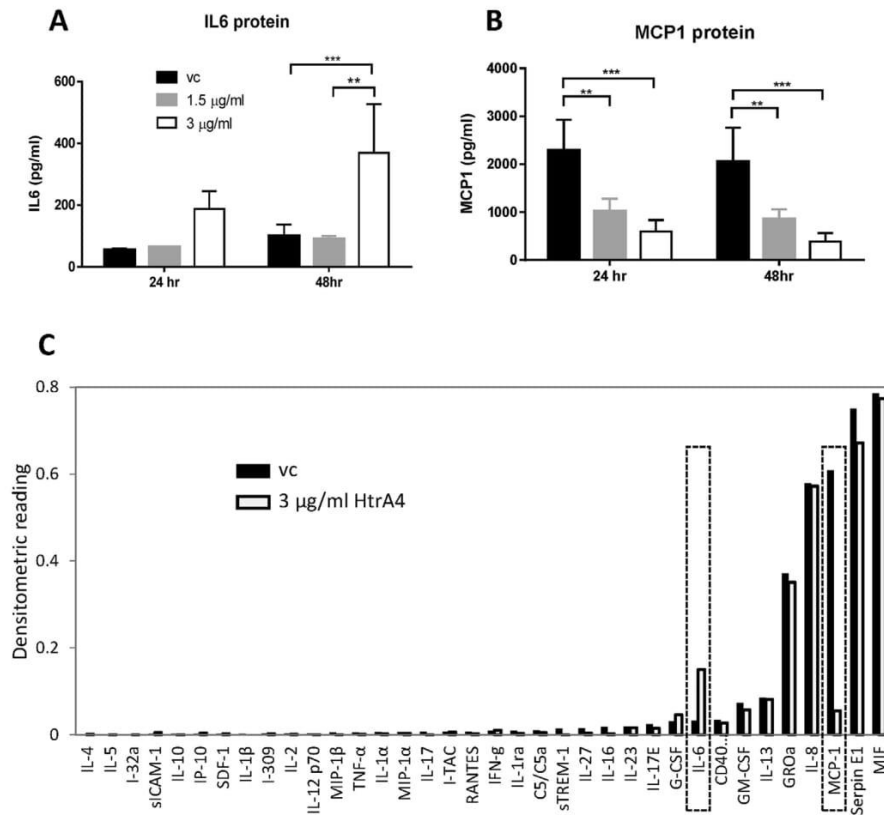 A
IL6 protein
IL6 (pg/ml)
600
400
200
0
vc
1.5 μg/ml
3 μg/ml
***
**
24 hr
48hr
B
MCP1 protein
MCP1 (pg/ml)
4000
3000
2000
1000
0
***
**
***
**
24 hr
48hr
C
Densitometric reading
0.8
0.6
0.4
0.2
0
vc
3 μg/ml HtrA4
IL-4
IL-5
I-32a
sICAM-1
IL-10
IP-10
SDF-1
IL-1β
I-309
IL-2
IL-12 p70
MIP-1β
TNF-α
IL-1α
MIP-1α
IL-17
I-TAC
RANTES
IFN-g
IL-1ra
C5/C5a
sTREM-1
IL-27
IL-16
IL-23
IL-17E
G-CSF
IL-6
CD40...
GM-CSF
IL-13
GROa
IL-8
MCP-1
Serpin E1
MIF